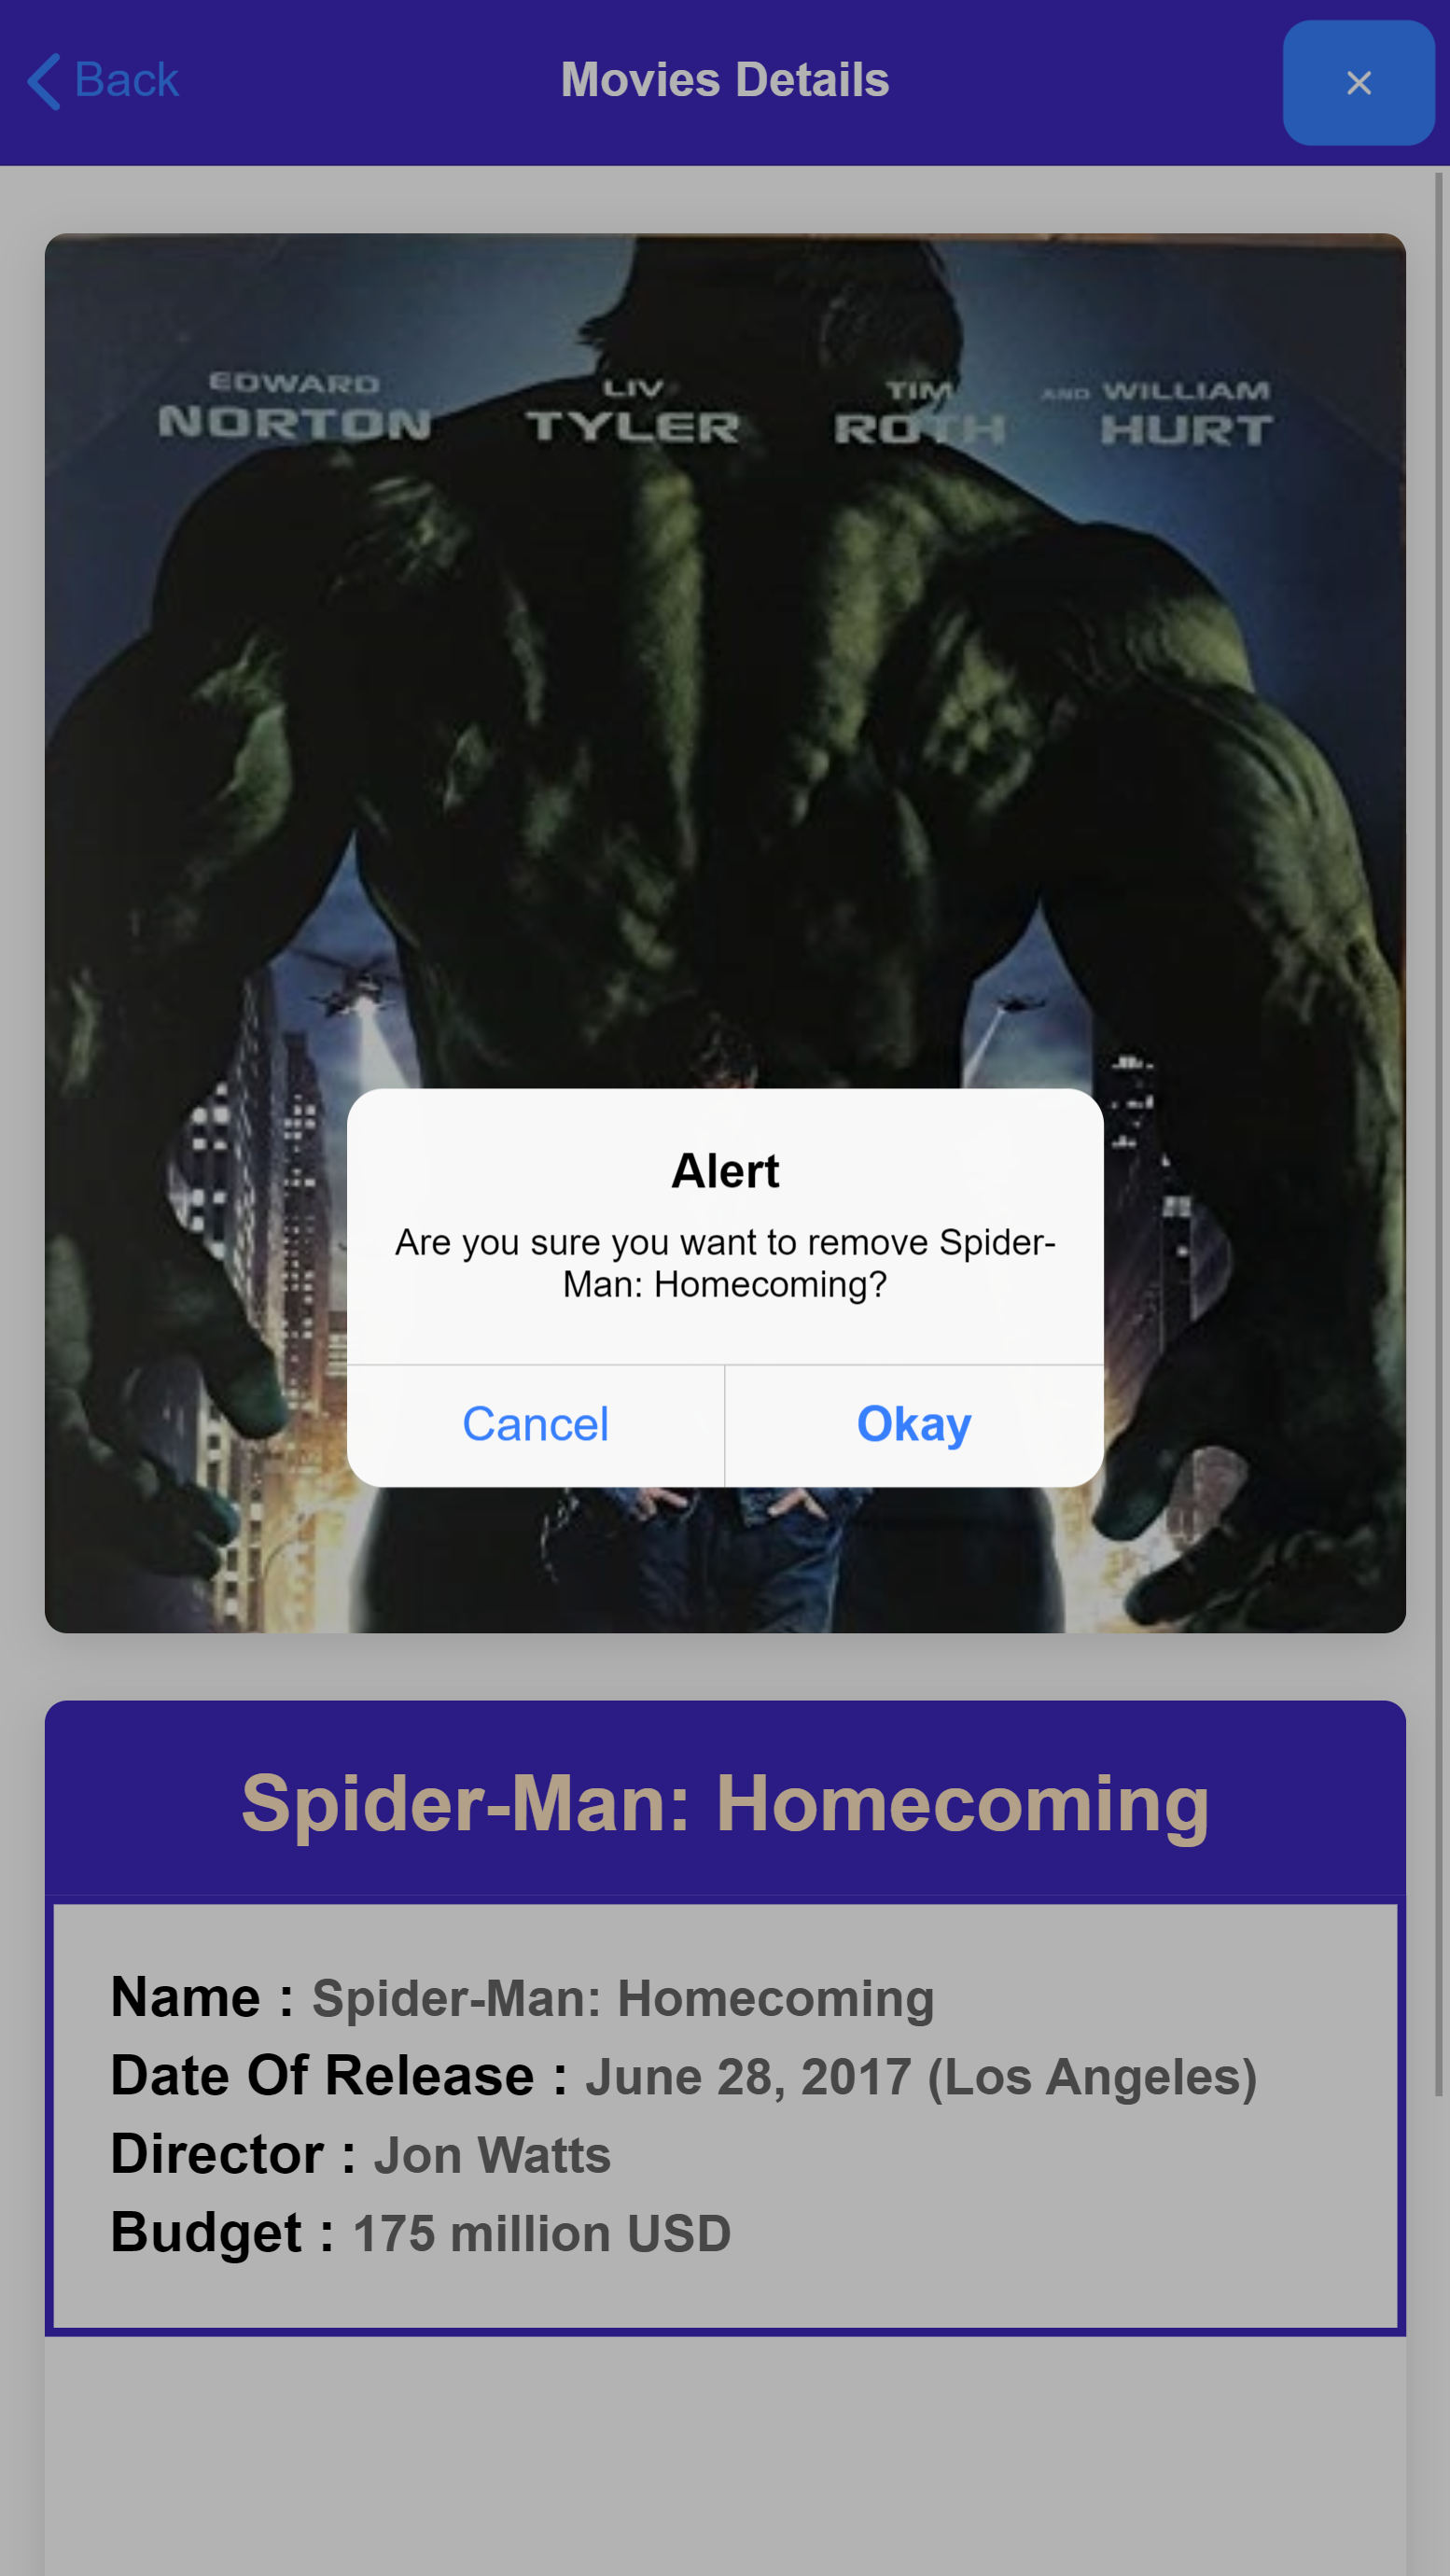 Back
Movies Details
×
EDWARD NORTON
LIV TYLER
TIM ROTH
AND WILLIAM HURT
Alert
Are you sure you want to remove Spider-
Man: Homecoming?
Cancel
Okay
Spider-Man: Homecoming
Name : Spider-Man: Homecoming
Date Of Release : June 28, 2017 (Los Angeles)
Director : Jon Watts
Budget : 175 million USD